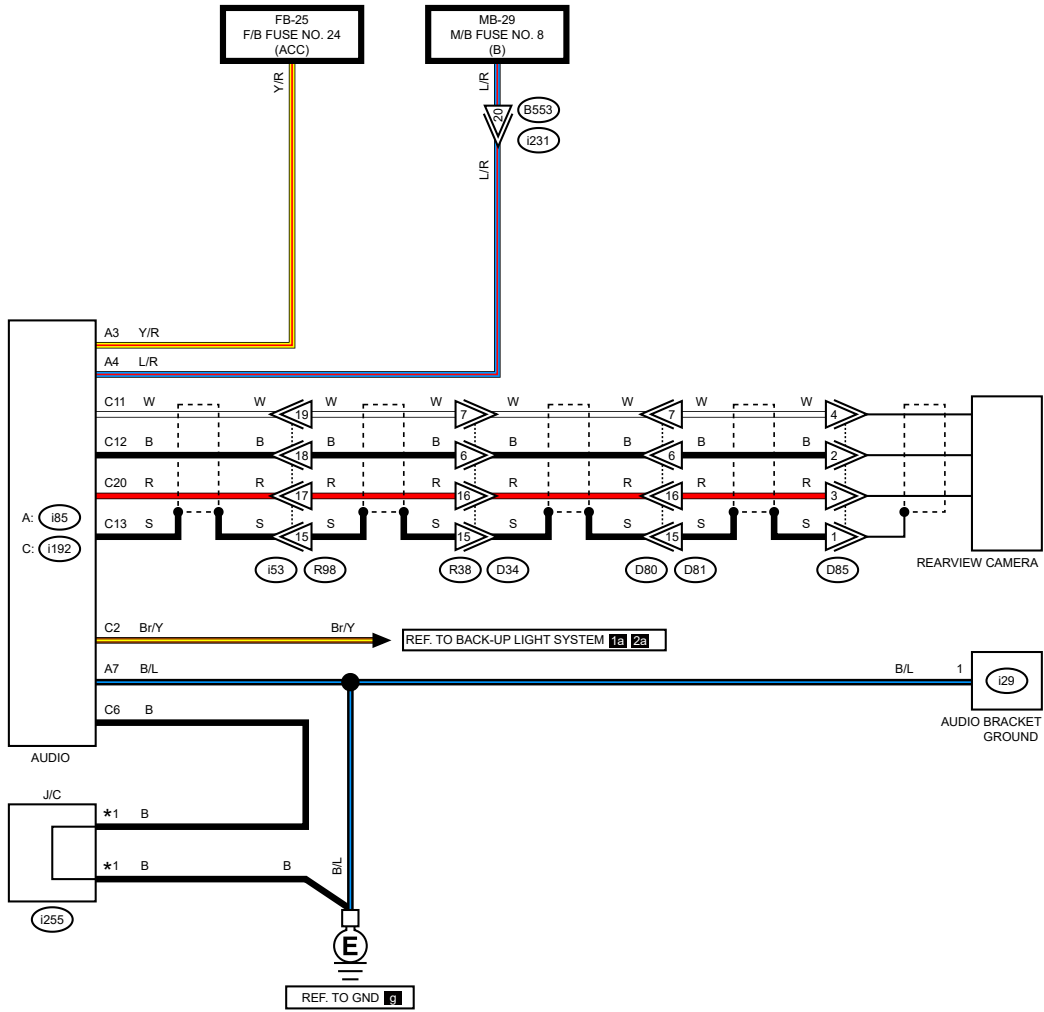 FB-25
F/B FUSE NO. 24
(ACC)
MB-29
M/B FUSE NO. 8
(B)
Y/R
L/R
20
B553
i231
L/R
A3 Y/R
A4 L/R
C11 W W 19 W W 7 W W 7 W W 4
C12 B B 18 B B 6 B B 6 B B 2
C20 R R 17 R R 16 R R 16 R R 3
C13 S S 15 S S 15 S S 15 S S 1
A: i85
C: i192
i53 R98 R38 D34 D80 D81 D85
REARVIEW CAMERA
C2 Br/Y Br/Y
REF. TO BACK-UP LIGHT SYSTEM 1a 2a
A7 B/L B/L 1
i29
C6 B
AUDIO BRACKET
GROUND
AUDIO
J/C
*1 B
*1 B B
B/L
i255
E
REF. TO GND g